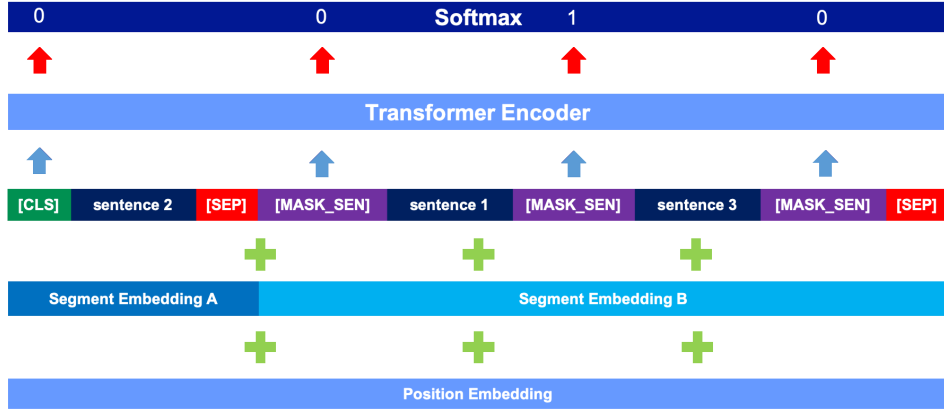 0 0 Softmax 1 0
Transformer Encoder
[CLS] sentence 2 [SEP] [MASK_SEN] sentence 1 [MASK_SEN] sentence 3 [MASK_SEN] [SEP]
Segment Embedding A Segment Embedding B
Position Embedding